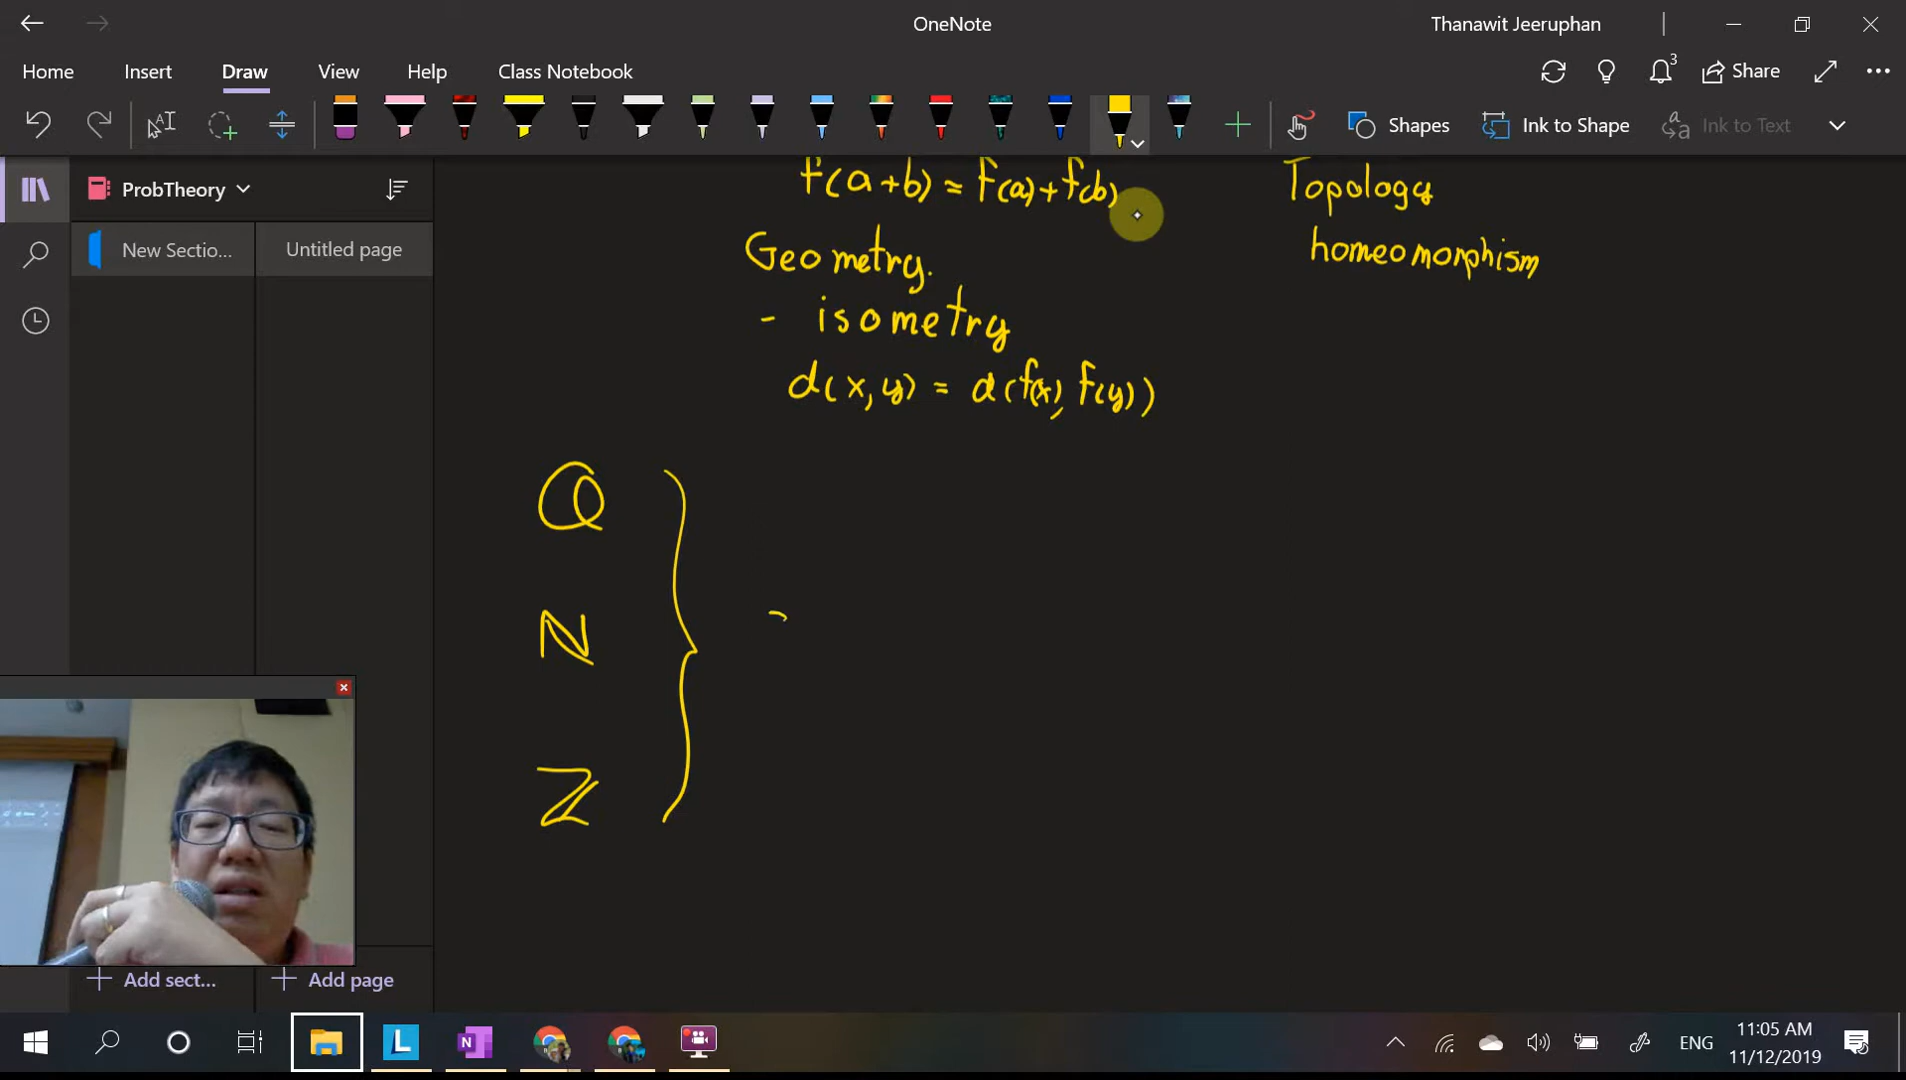 OneNote
Thanawit Jeeruphan
Home Insert Draw View Help Class Notebook
3
Share
Shapes
Ink to Shape
Ink to Text
ProbTheory
New Sectio...
Untitled page
f(a+b) = f(a)+f(b)
Geometry.
- isometry
d(x,y) = d(f(x), f(y))
Topology
homeomorphism
Q
N
Z
Add sect...
Add page
ENG
11:05 AM
11/12/2019